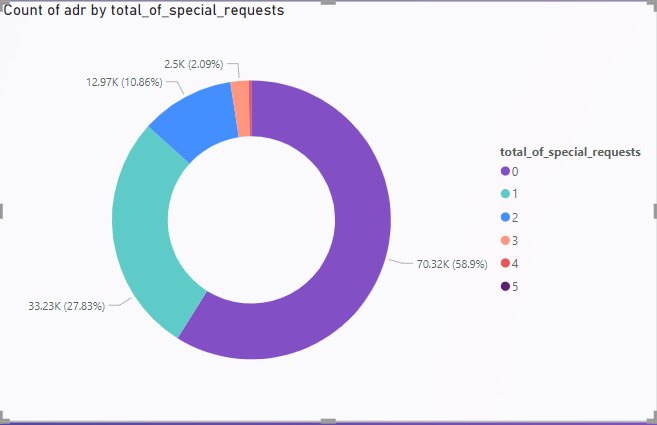 Count of adr by total_of_special_requests
2.5K (2.09%)
12.97K (10.86%)
total_of_special_requests
0
1
2
3
4
5
70.32K (58.9%)
33.23K (27.83%)